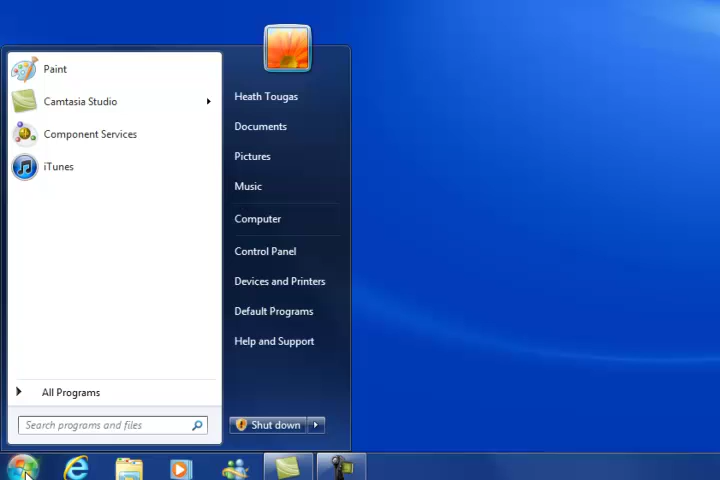 Paint
Camtasia Studio
Component Services
iTunes
All Programs
Search programs and files
Heath Tougas
Documents
Pictures
Music
Computer
Control Panel
Devices and Printers
Default Programs
Help and Support
Shut down